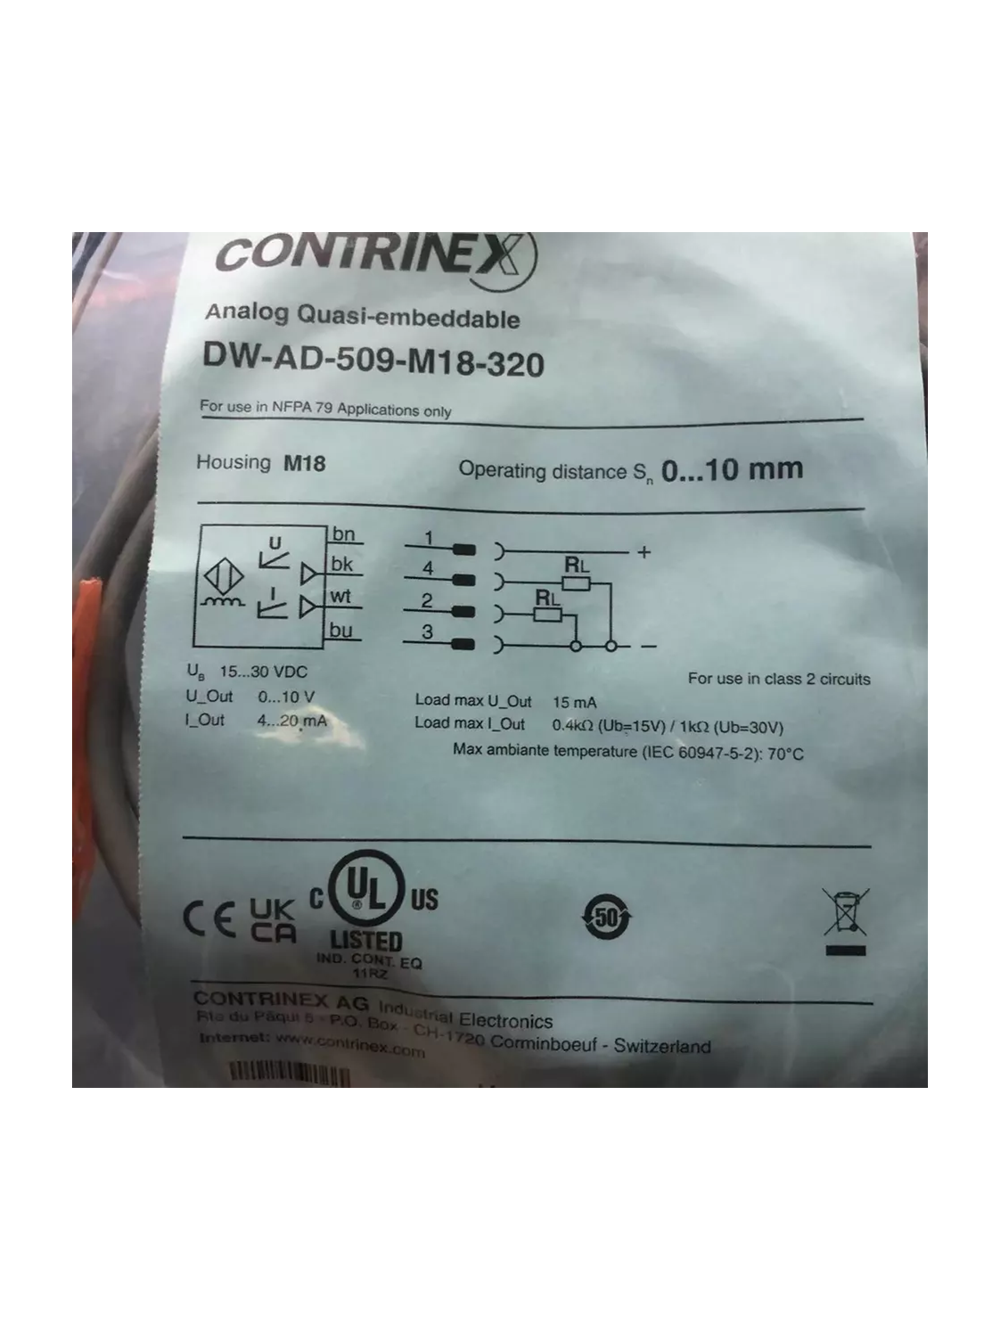 CONTRINEX
Analog Quasi-embeddable
DW-AD-509-M18-320
For use in NFPA 79 Applications only
Housing M18 Operating distance Sn 0...10 mm
U
I
bn
bk
wt
bu
1
4
2
3
RL
RL
+
−
UB 15...30 VDC
U_Out 0...10 V
I_Out 4...20 mA
For use in class 2 circuits
Load max U_Out 15 mA
Load max I_Out 0.4kΩ (Ub=15V) / 1kΩ (Ub=30V)
Max ambiante temperature (IEC 60947-5-2): 70°C
CE UK CA
C UL® US
LISTED
IND. CONT. EQ
11RZ
50
CONTRINEX AG Industrial Electronics
Rte du Pâqui 5 - P.O. Box - CH-1720 Corminboeuf - Switzerland
Internet: www.contrinex.com